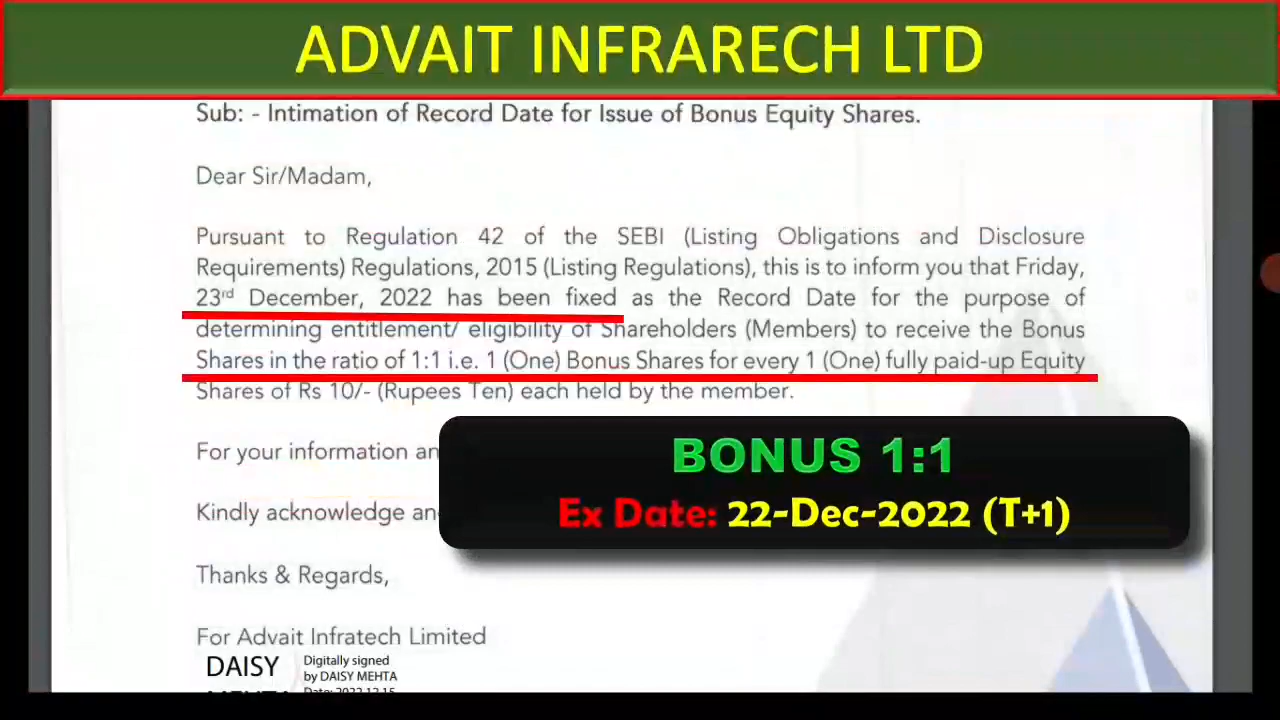 ADVAIT INFRARECH LTD
Sub: - Intimation of Record Date for Issue of Bonus Equity Shares.
Dear Sir/Madam,
Pursuant to Regulation 42 of the SEBI (Listing Obligations and Disclosure
Requirements) Regulations, 2015 (Listing Regulations), this is to inform you that Friday,
23rd December, 2022 has been fixed as the Record Date for the purpose of
determining entitlement/ eligibility of Shareholders (Members) to receive the Bonus
Shares in the ratio of 1:1 i.e. 1 (One) Bonus Shares for every 1 (One) fully paid-up Equity
Shares of Rs 10/- (Rupees Ten) each held by the member.
For your information
BONUS 1:1
Kindly acknowledge
Ex Date: 22-Dec-2022 (T+1)
Thanks & Regards,
For Advait Infratech Limited
DAISY
Digitally signed
by DAISY MEHTA